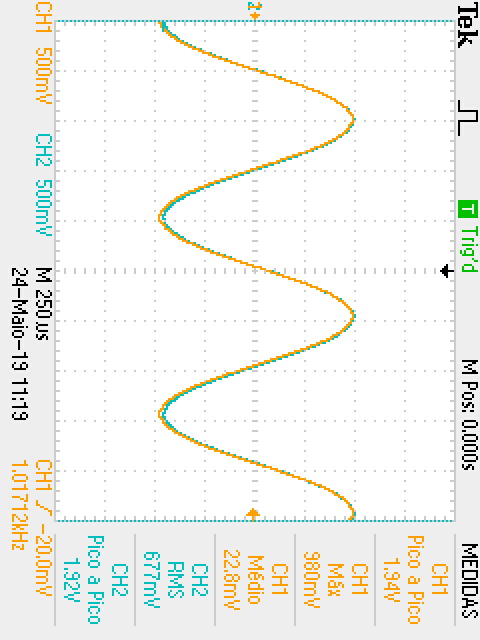 Tek
T Trig'd
M Pos: 0.000s
MEDIDAS
CH1
Pico a Pico
1.94V
CH1
Máx
980mV
CH1
Médio
22.8mV
CH2
RMS
677mV
CH2
Pico a Pico
1.92V
CH1 500mV
CH2 500mV
M 250µs
CH1 -20.0mV
24-Maio-19 11:19
1.01712kHz